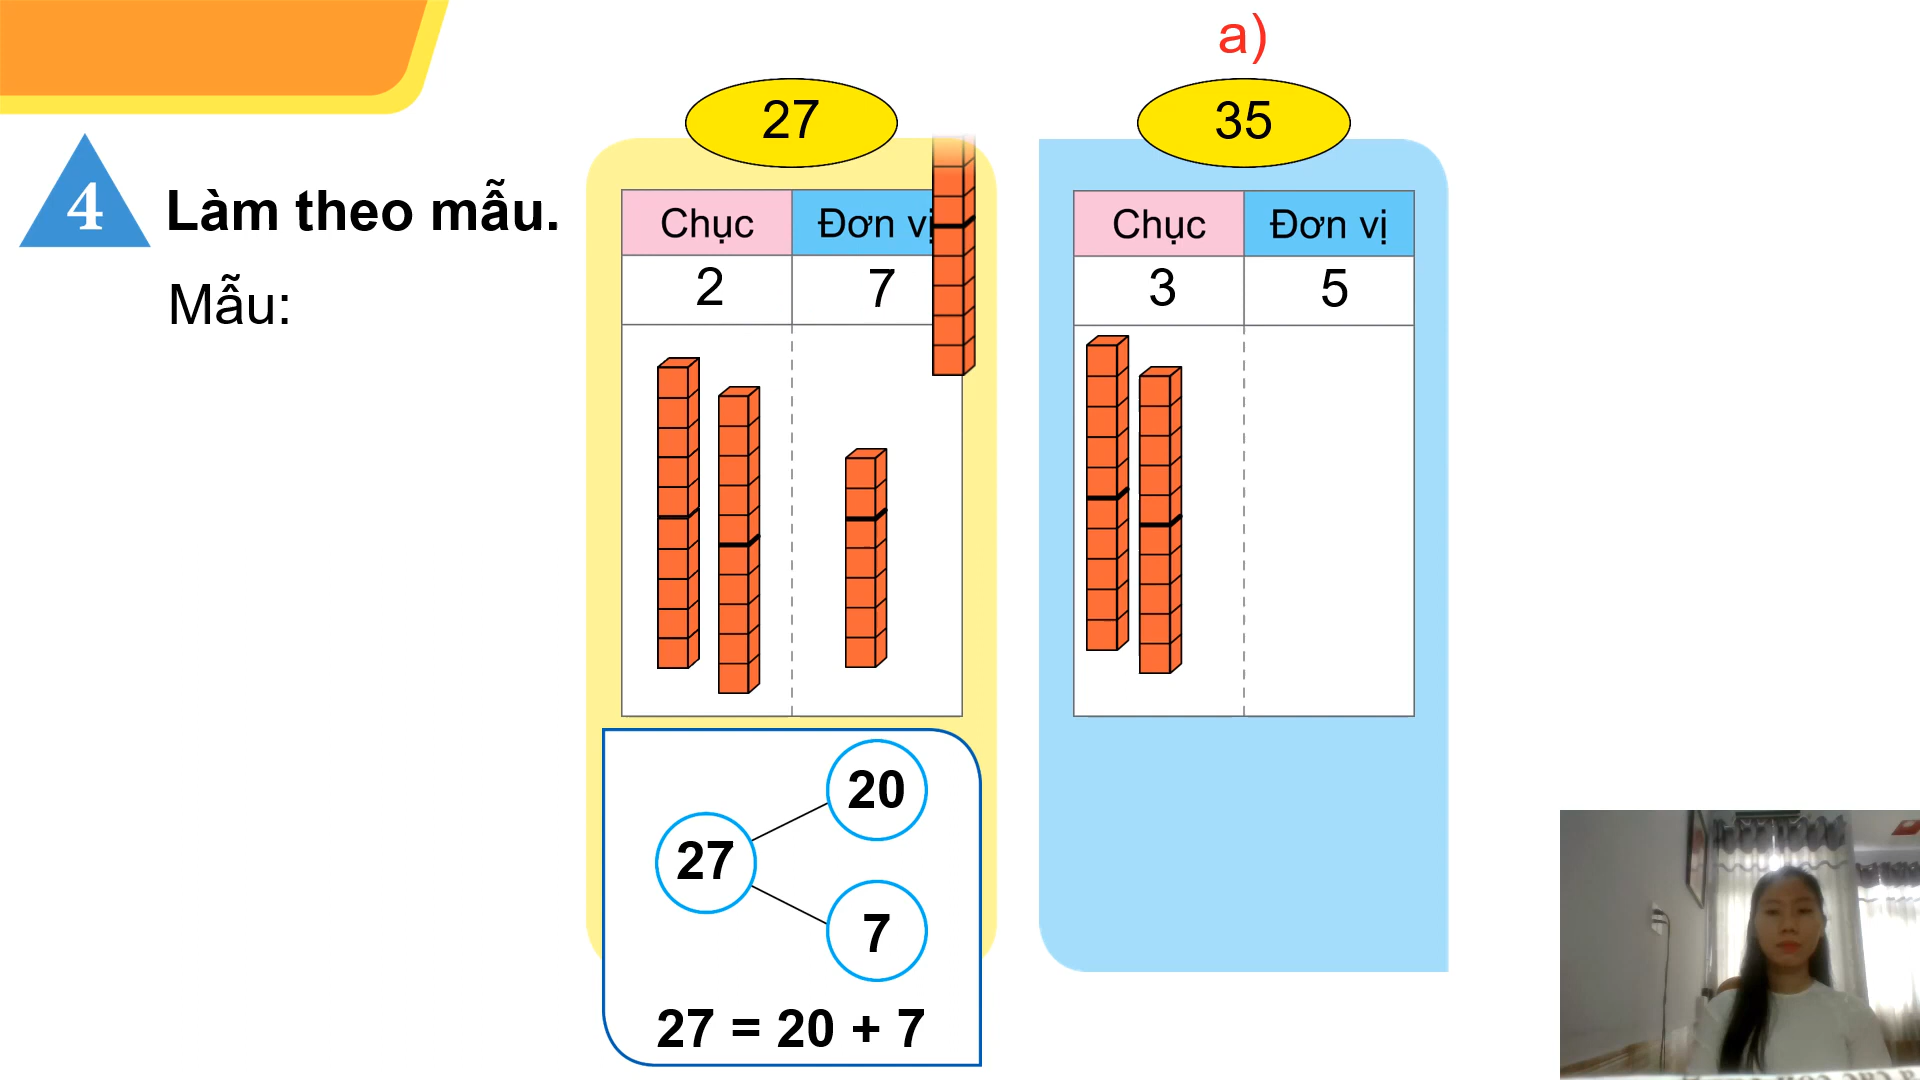 4
Làm theo mẫu.
Mẫu:
27
Chục Đơn vị
2 7
20
27
7
27 = 20 + 7
a)
35
Chục Đơn vị
3 5